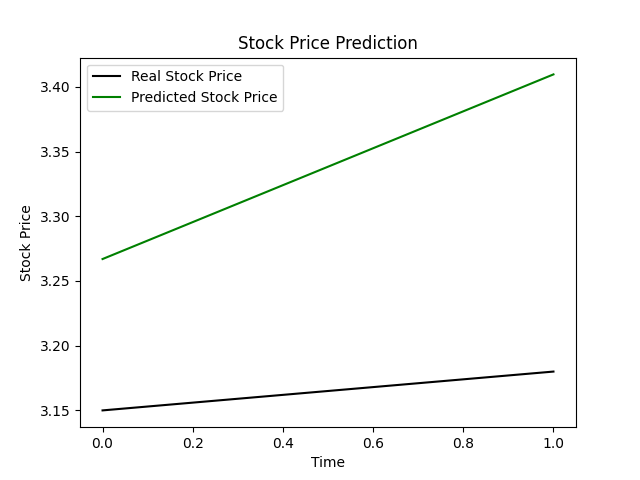 Stock Price Prediction
Real Stock Price
Predicted Stock Price
3.40
3.35
3.30
3.25
3.20
3.15
Stock Price
0.0 0.2 0.4 0.6 0.8 1.0
Time